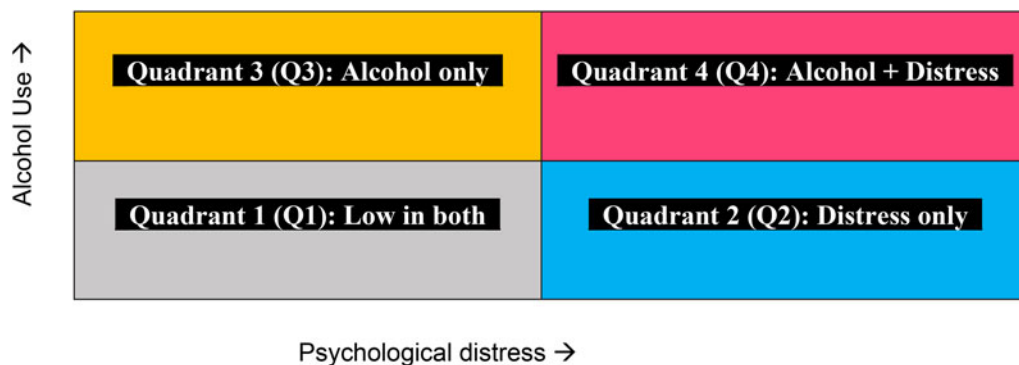 Alcohol Use →
Quadrant 3 (Q3): Alcohol only
Quadrant 4 (Q4): Alcohol + Distress
Quadrant 1 (Q1): Low in both
Quadrant 2 (Q2): Distress only
Psychological distress →